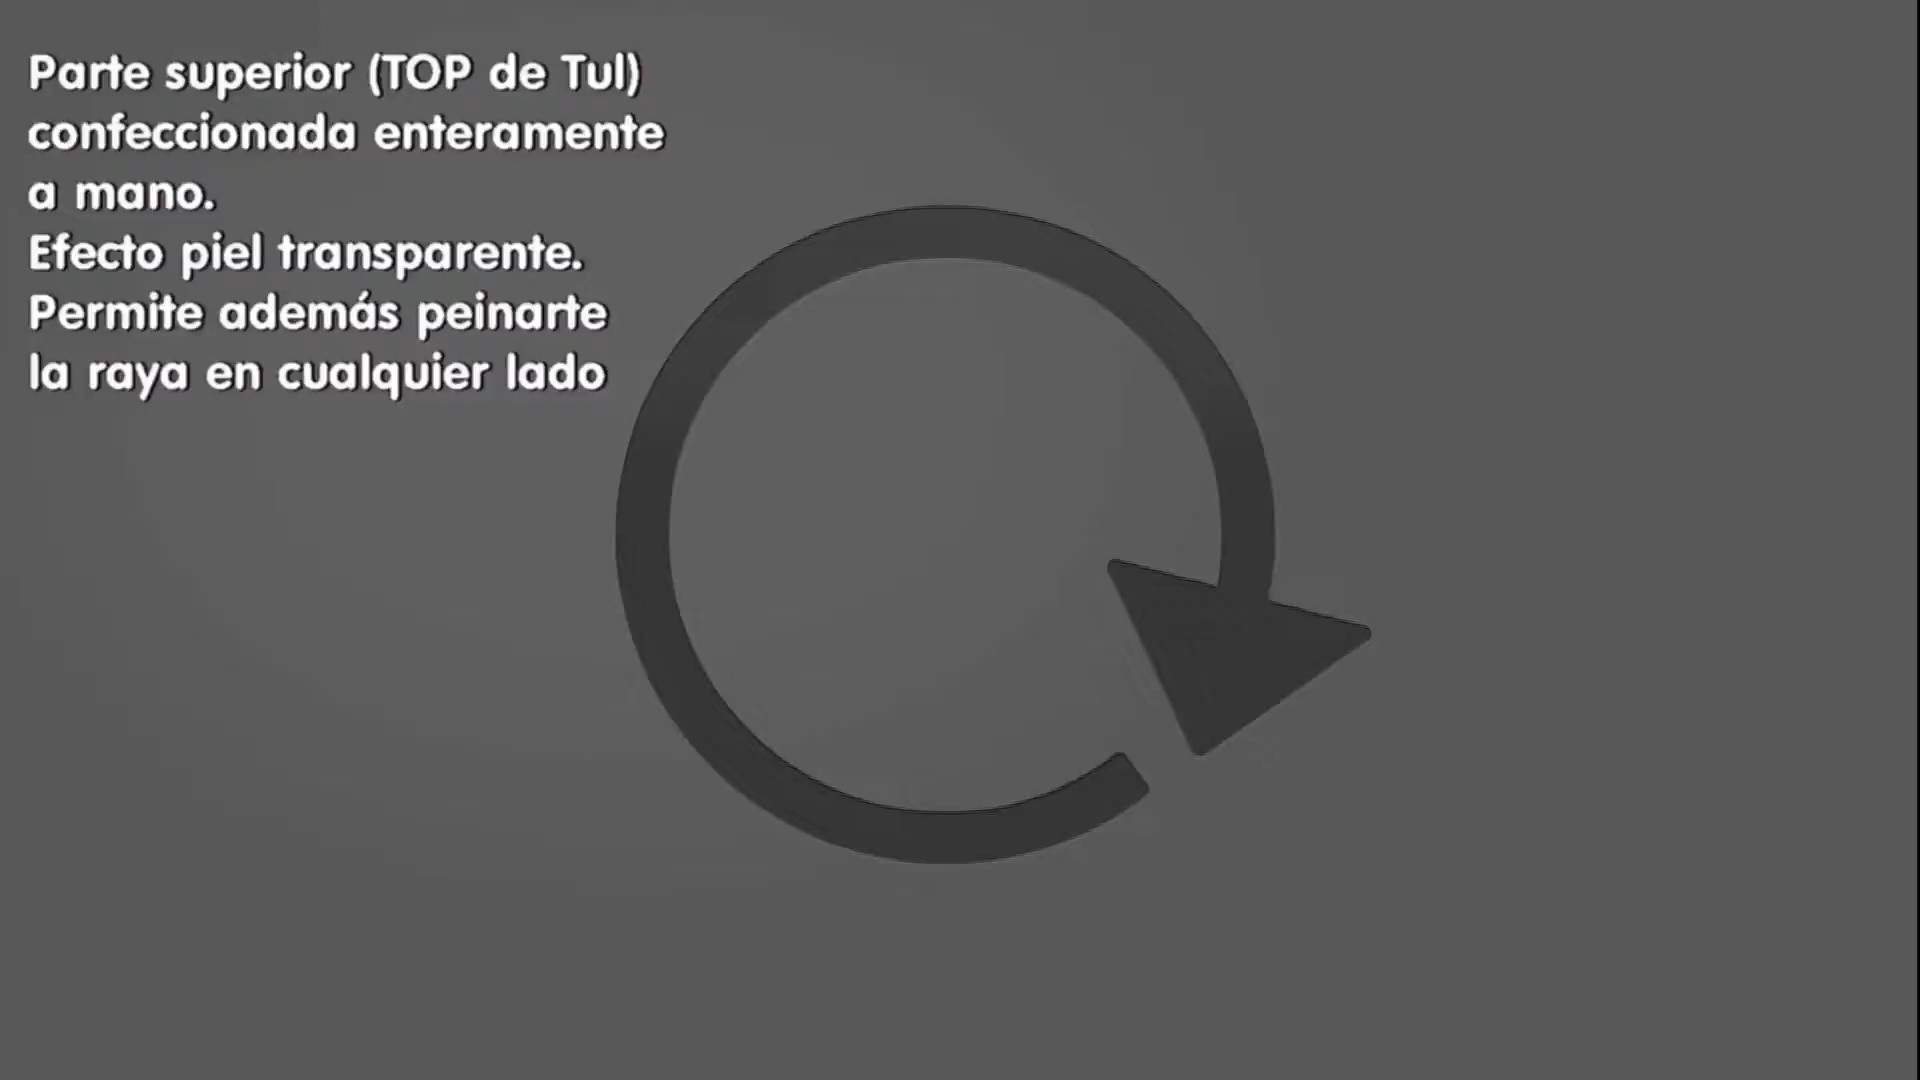 Parte superior (TOP de Tul)
confeccionada enteramente
a mano.
Efecto piel transparente.
Permite además peinarte
la raya en cualquier lado